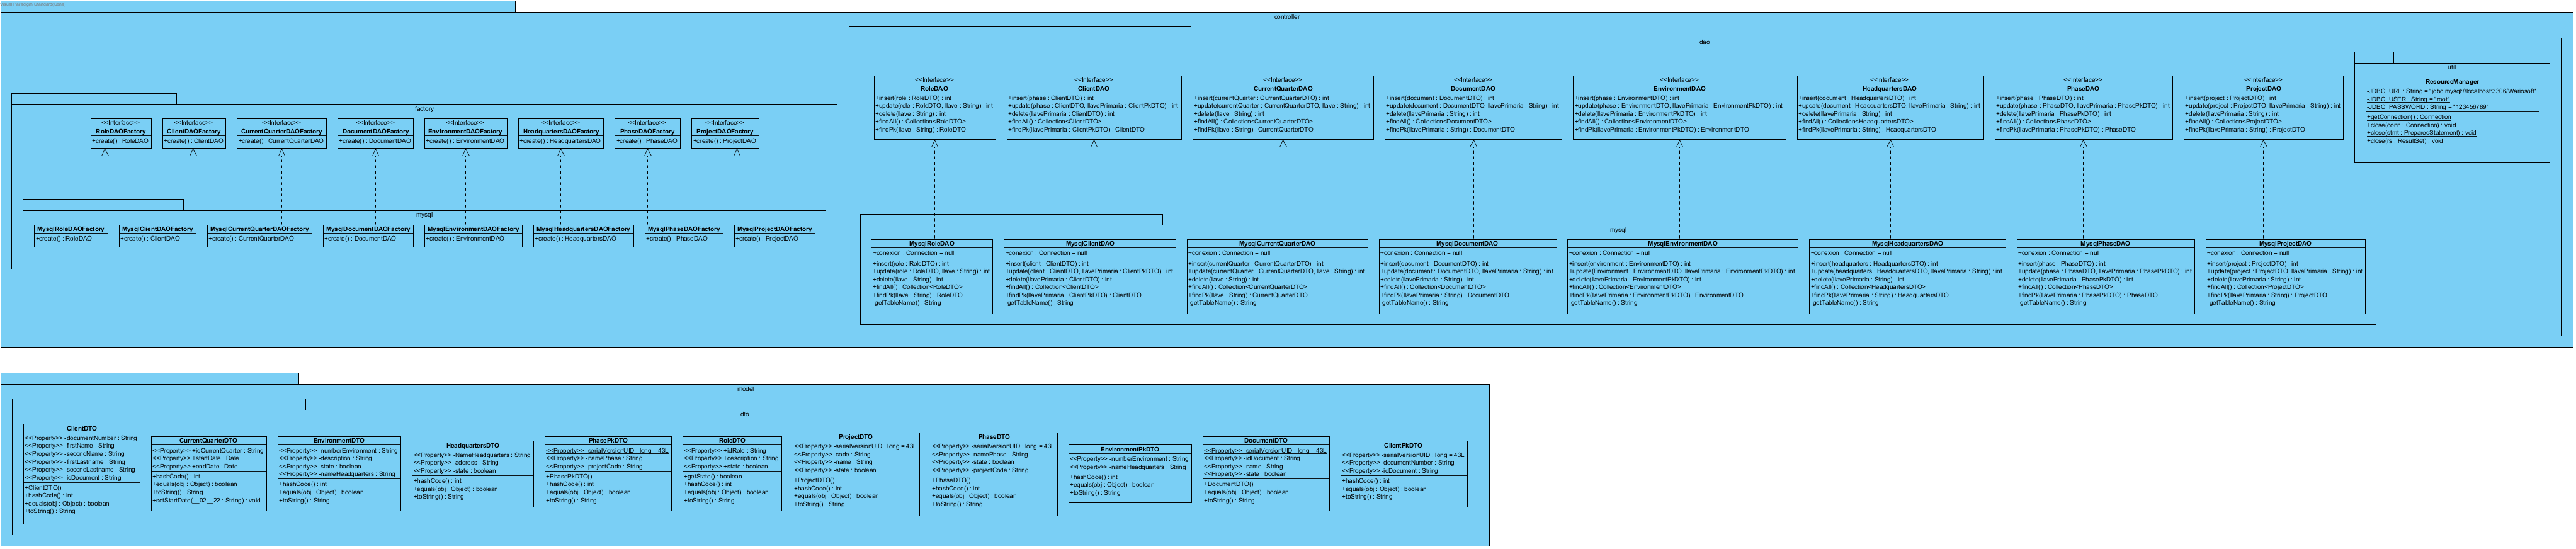 Visual Paradigm Standard(James)
controller
factory
<<Interface>>
RoleDAOFactory
+create() : RoleDAO
<<Interface>>
ClientDAOFactory
+create() : ClientDAO
<<Interface>>
CurrentQuarterDAOFactory
+create() : CurrentQuarterDAO
<<Interface>>
DocumentDAOFactory
+create() : DocumentDAO
<<Interface>>
EnvironmentDAOFactory
+create() : EnvironmentDAO
<<Interface>>
HeadquartersDAOFactory
+create() : HeadquartersDAO
<<Interface>>
PhaseDAOFactory
+create() : PhaseDAO
<<Interface>>
ProjectDAOFactory
+create() : ProjectDAO
mysql
MysqlRoleDAOFactory
+create() : RoleDAO
MysqlClientDAOFactory
+create() : ClientDAO
MysqlCurrentQuarterDAOFactory
+create() : CurrentQuarterDAO
MysqlDocumentDAOFactory
+create() : DocumentDAO
MysqlEnvironmentDAOFactory
+create() : EnvironmentDAO
MysqlHeadquartersDAOFactory
+create() : HeadquartersDAO
MysqlPhaseDAOFactory
+create() : PhaseDAO
MysqlProjectDAOFactory
+create() : ProjectDAO
dao
<<Interface>>
RoleDAO
+insert(role : RoleDTO) : int
+update(role : RoleDTO, llave : String) : int
+delete(llave : String) : int
+findAll() : Collection<RoleDTO>
+findPk(llave : String) : RoleDTO
<<Interface>>
ClientDAO
+insert(phase : ClientDTO) : int
+update(phase : ClientDTO, llavePrimaria : ClientPkDTO) : int
+delete(llavePrimaria : ClientDTO) : int
+findAll() : Collection<ClientDTO>
+findPk(llavePrimaria : ClientPkDTO) : ClientDTO
<<Interface>>
CurrentQuarterDAO
+insert(currentQuarter : CurrentQuarterDTO) : int
+update(currentQuarter : CurrentQuarterDTO, llave : String) : int
+delete(llave : String) : int
+findAll() : Collection<CurrentQuarterDTO>
+findPk(llave : String) : CurrentQuarterDTO
<<Interface>>
DocumentDAO
+insert(document : DocumentDTO) : int
+update(document : DocumentDTO, llavePrimaria : String) : int
+delete(llavePrimaria : String) : int
+findAll() : Collection<DocumentDTO>
+findPk(llavePrimaria : String) : DocumentDTO
<<Interface>>
EnvironmentDAO
+insert(phase : EnvironmentDTO) : int
+update(phase : EnvironmentDTO, llavePrimaria : EnvironmentPkDTO) : int
+delete(llavePrimaria : EnvironmentPkDTO) : int
+findAll() : Collection<EnvironmentDTO>
+findPk(llavePrimaria : EnvironmentPkDTO) : EnvironmentDTO
<<Interface>>
HeadquartersDAO
+insert(document : HeadquartersDTO) : int
+update(document : HeadquartersDTO, llavePrimaria : String) : int
+delete(llavePrimaria : String) : int
+findAll() : Collection<HeadquartersDTO>
+findPk(llavePrimaria : String) : HeadquartersDTO
<<Interface>>
PhaseDAO
+insert(phase : PhaseDTO) : int
+update(phase : PhaseDTO, llavePrimaria : PhasePkDTO) : int
+delete(llavePrimaria : PhasePkDTO) : int
+findAll() : Collection<PhaseDTO>
+findPk(llavePrimaria : PhasePkDTO) : PhaseDTO
<<Interface>>
ProjectDAO
+insert(project : ProjectDTO) : int
+update(project : ProjectDTO, llavePrimaria : String) : int
+delete(llavePrimaria : String) : int
+findAll() : Collection<ProjectDTO>
+findPk(llavePrimaria : String) : ProjectDTO
util
ResourceManager
-JDBC_URL : String = "jdbc:mysql://localhost:3306/Wariosoft"
-JDBC_USER : String = "root"
-JDBC_PASSWORD : String = "123456789"
+getConnection() : Connection
+close(conn : Connection) : void
+close(stmt : PreparedStatement) : void
+close(rs : ResultSet) : void
mysql
MysqlRoleDAO
~conexion : Connection = null
+insert(role : RoleDTO) : int
+update(role : RoleDTO, llave : String) : int
+delete(llave : String) : int
+findAll() : Collection<RoleDTO>
+findPk(llave : String) : RoleDTO
-getTableName() : String
MysqlClientDAO
~conexion : Connection = null
+insert(client : ClientDTO) : int
+update(client : ClientDTO, llavePrimaria : ClientPkDTO) : int
+delete(llavePrimaria : ClientDTO) : int
+findAll() : Collection<ClientDTO>
+findPk(llavePrimaria : ClientPkDTO) : ClientDTO
-getTableName() : String
MysqlCurrentQuarterDAO
~conexion : Connection = null
+insert(currentQuarter : CurrentQuarterDTO) : int
+update(currentQuarter : CurrentQuarterDTO, llave : String) : int
+delete(llave : String) : int
+findAll() : Collection<CurrentQuarterDTO>
+findPk(llave : String) : CurrentQuarterDTO
-getTableName() : String
MysqlDocumentDAO
~conexion : Connection = null
+insert(document : DocumentDTO) : int
+update(document : DocumentDTO, llavePrimaria : String) : int
+delete(llavePrimaria : String) : int
+findAll() : Collection<DocumentDTO>
+findPk(llavePrimaria : String) : DocumentDTO
-getTableName() : String
MysqlEnvironmentDAO
~conexion : Connection = null
+insert(environment : EnvironmentDTO) : int
+update(Environment : EnvironmentDTO, llavePrimaria : EnvironmentPkDTO) : int
+delete(llavePrimaria : EnvironmentPkDTO) : int
+findAll() : Collection<EnvironmentDTO>
+findPk(llavePrimaria : EnvironmentPkDTO) : EnvironmentDTO
-getTableName() : String
MysqlHeadquartersDAO
~conexion : Connection = null
+insert(headquarters : HeadquartersDTO) : int
+update(headquarters : HeadquartersDTO, llavePrimaria : String) : int
+delete(llavePrimaria : String) : int
+findAll() : Collection<HeadquartersDTO>
+findPk(llavePrimaria : String) : HeadquartersDTO
-getTableName() : String
MysqlPhaseDAO
~conexion : Connection = null
+insert(phase : PhaseDTO) : int
+update(phase : PhaseDTO, llavePrimaria : PhasePkDTO) : int
+delete(llavePrimaria : PhasePkDTO) : int
+findAll() : Collection<PhaseDTO>
+findPk(llavePrimaria : PhasePkDTO) : PhaseDTO
-getTableName() : String
MysqlProjectDAO
~conexion : Connection = null
+insert(project : ProjectDTO) : int
+update(project : ProjectDTO, llavePrimaria : String) : int
+delete(llavePrimaria : String) : int
+findAll() : Collection<ProjectDTO>
+findPk(llavePrimaria : String) : ProjectDTO
-getTableName() : String
model
dto
ClientDTO
<<Property>> -documentNumber : String
<<Property>> -firstName : String
<<Property>> -secondName : String
<<Property>> -firstLastname : String
<<Property>> -secondLastname : String
<<Property>> -idDocument : String
+ClientDTO()
+hashCode() : int
+equals(obj : Object) : boolean
+toString() : String
CurrentQuarterDTO
<<Property>> +idCurrentQuarter : String
<<Property>> +startDate : Date
<<Property>> +endDate : Date
+hashCode() : int
+equals(obj : Object) : boolean
+toString() : String
+setStartDate(__02__22 : String) : void
EnvironmentDTO
<<Property>> -numberEnvironment : String
<<Property>> -description : String
<<Property>> -state : boolean
<<Property>> -nameHeadquarters : String
+hashCode() : int
+equals(obj : Object) : boolean
+toString() : String
HeadquartersDTO
<<Property>> -NameHeadquarters : String
<<Property>> -address : String
<<Property>> -state : boolean
+hashCode() : int
+equals(obj : Object) : boolean
+toString() : String
PhasePkDTO
<<Property>> -serialVersionUID : long = 43L
<<Property>> -namePhase : String
<<Property>> -projectCode : String
+PhasePkDTO()
+hashCode() : int
+equals(obj : Object) : boolean
+toString() : String
RoleDTO
<<Property>> +idRole : String
<<Property>> +description : String
<<Property>> +state : boolean
+getState() : boolean
+hashCode() : int
+equals(obj : Object) : boolean
+toString() : String
ProjectDTO
<<Property>> -serialVersionUID : long = 43L
<<Property>> -code : String
<<Property>> -name : String
<<Property>> -state : boolean
+ProjectDTO()
+hashCode() : int
+equals(obj : Object) : boolean
+toString() : String
PhaseDTO
<<Property>> -serialVersionUID : long = 43L
<<Property>> -namePhase : String
<<Property>> -state : boolean
<<Property>> -projectCode : String
+PhaseDTO()
+hashCode() : int
+equals(obj : Object) : boolean
+toString() : String
EnvironmentPkDTO
<<Property>> -numberEnvironment : String
<<Property>> -nameHeadquarters : String
+hashCode() : int
+equals(obj : Object) : boolean
+toString() : String
DocumentDTO
<<Property>> -serialVersionUID : long = 43L
<<Property>> -idDocument : String
<<Property>> -name : String
<<Property>> -state : boolean
+DocumentDTO()
+equals(obj : Object) : boolean
+toString() : String
ClientPkDTO
<<Property>> -serialVersionUID : long = 43L
<<Property>> -documentNumber : String
<<Property>> -idDocument : String
+hashCode() : int
+equals(obj : Object) : boolean
+toString() : String